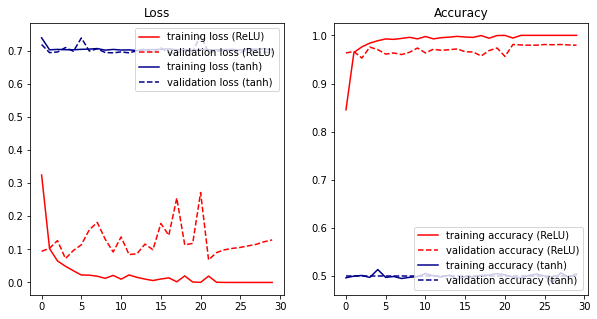 Loss
training loss (ReLU)
validation loss (ReLU)
training loss (tanh)
validation loss (tanh)
0.7
0.6
0.5
0.4
0.3
0.2
0.1
0.0
0 5 10 15 20 25 30
Accuracy
1.0
0.9
0.8
0.7
0.6
0.5
training accuracy (ReLU)
validation accuracy (ReLU)
training accuracy (tanh)
validation accuracy (tanh)
0 5 10 15 20 25 30